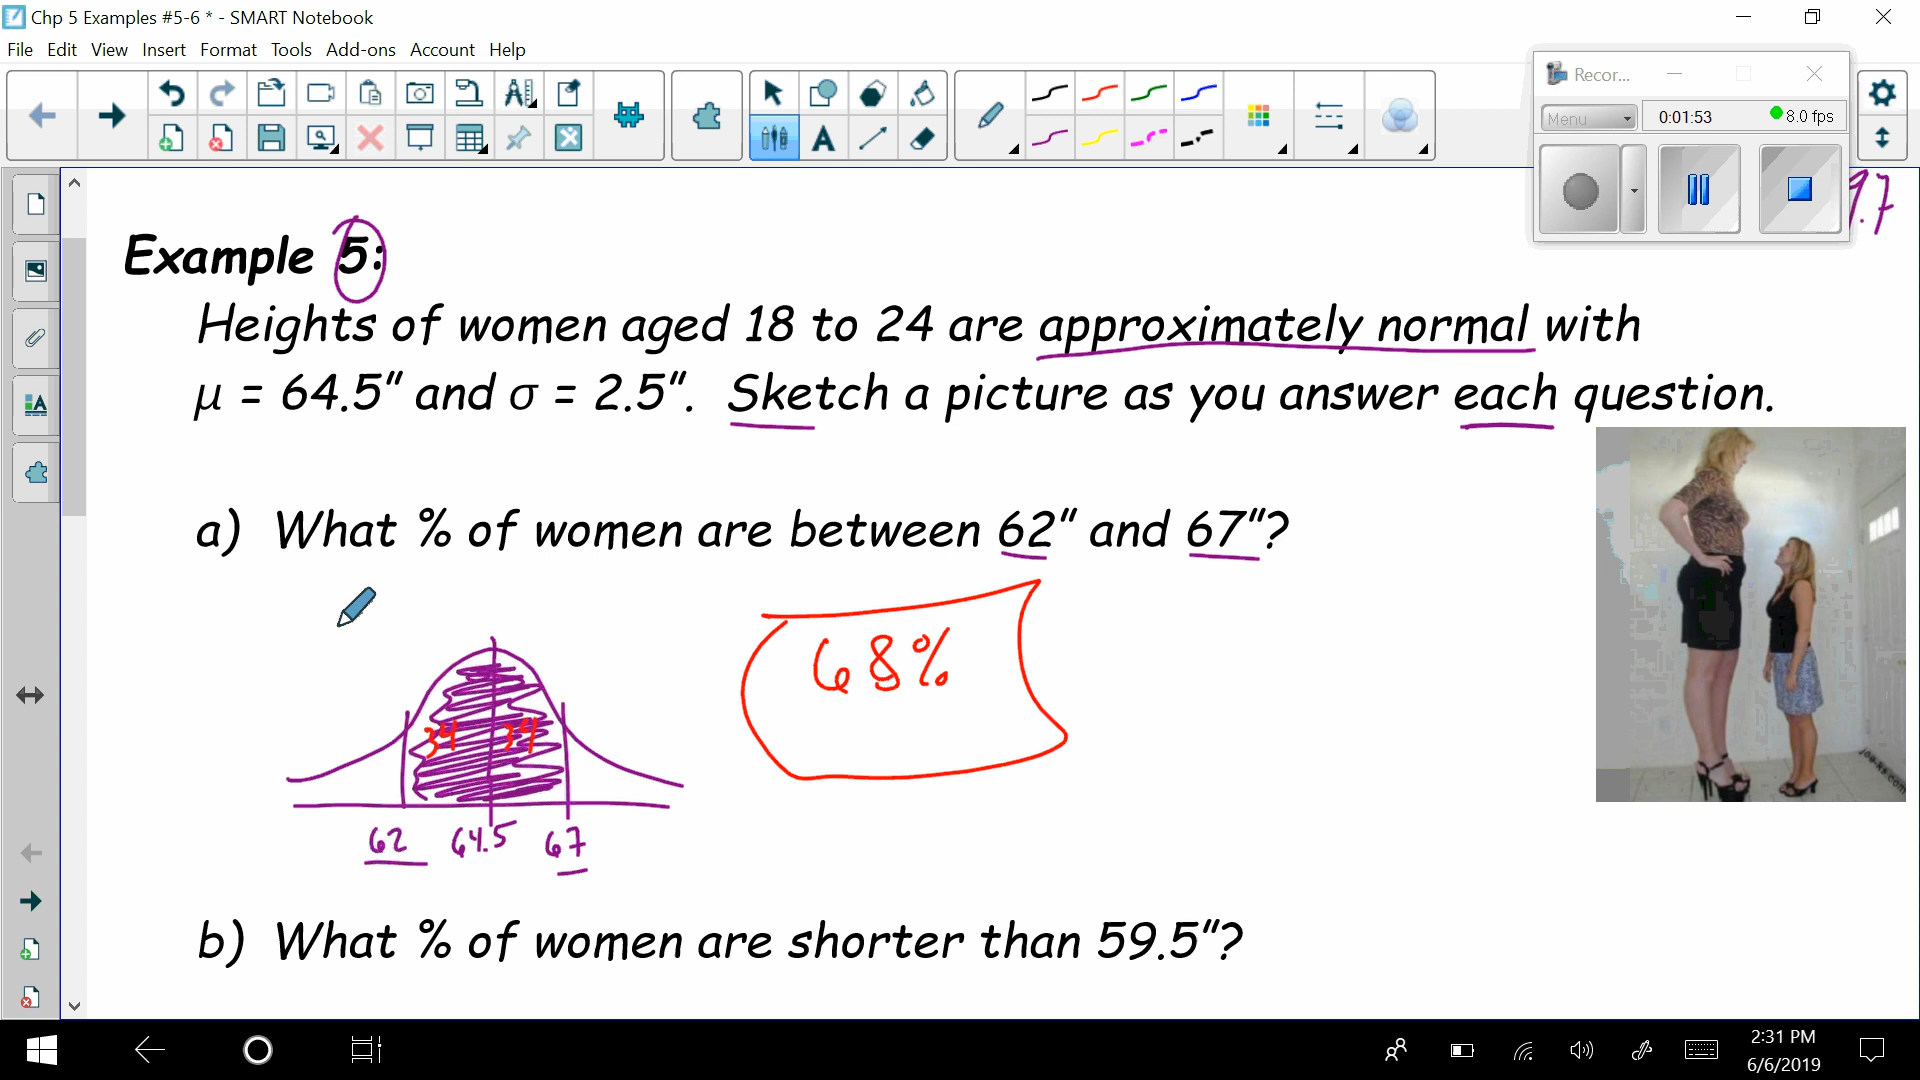 Chp 5 Examples #5-6 * - SMART Notebook
File Edit View Insert Format Tools Add-ons Account Help
Recor...
Menu 0:01:53 8.0 fps
9.7
Example 5:
Heights of women aged 18 to 24 are approximately normal with
μ = 64.5" and σ = 2.5". Sketch a picture as you answer each question.
a) What % of women are between 62" and 67"?
68%
34 34
62 64.5 67
b) What % of women are shorter than 59.5"?
2:31 PM
6/6/2019